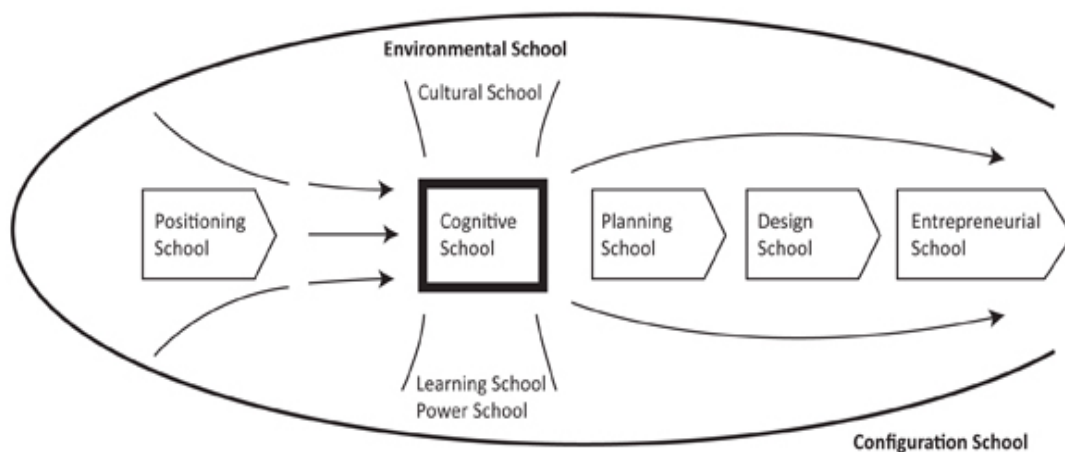 Environmental School
Cultural School
Positioning
School
Cognitive
School
Planning
School
Design
School
Entrepreneurial
School
Learning School
Power School
Configuration School